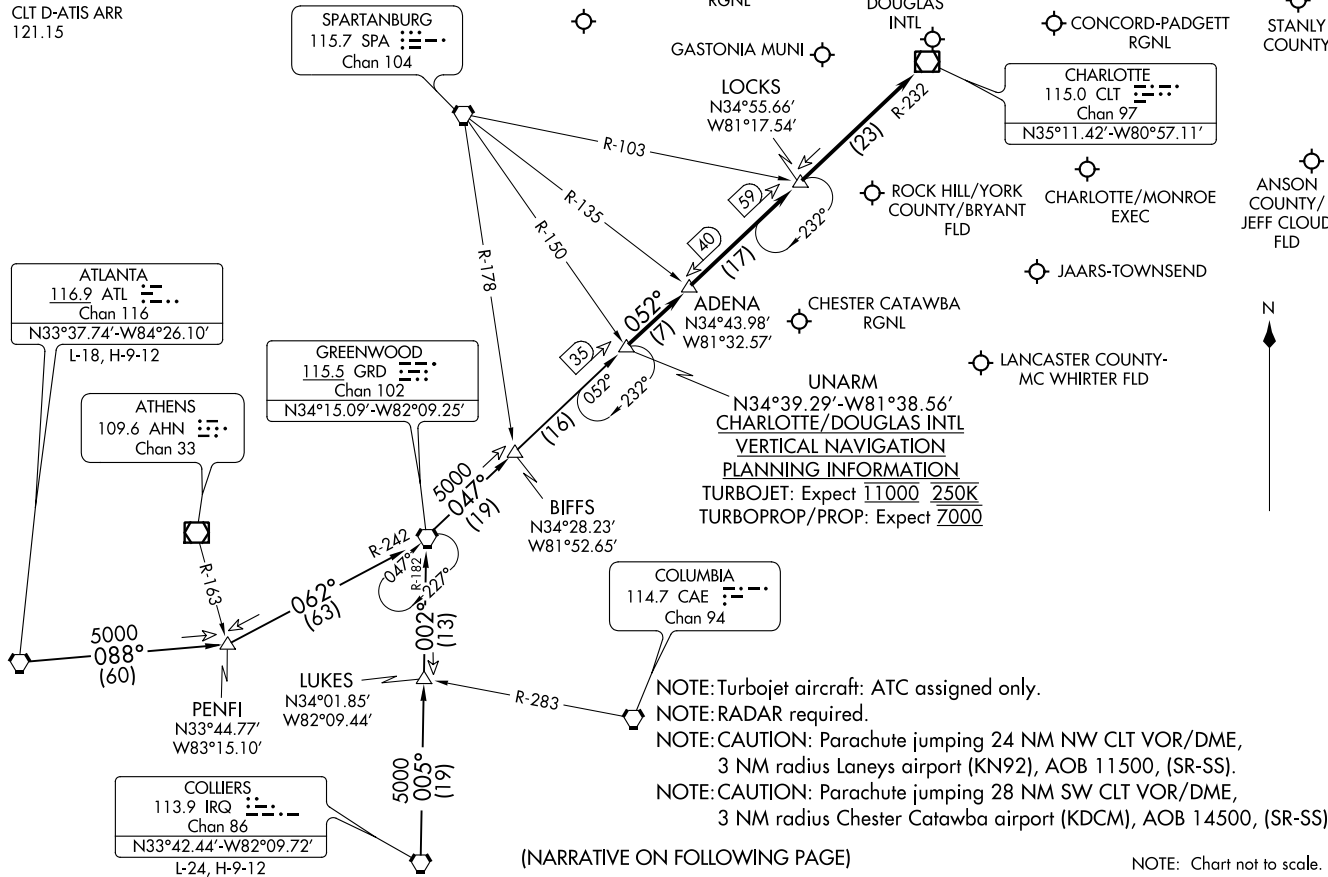 CLT D-ATIS ARR
121.15
SPARTANBURG
115.7 SPA
Chan 104
RGNL
DOUGLAS
INTL
CONCORD-PADGETT
RGNL
STANLY
COUNTY
GASTONIA MUNI
LOCKS
N34°55.66'
W81°17.54'
R-232
(23)
CHARLOTTE
115.0 CLT
Chan 97
N35°11.42'-W80°57.11'
R-103
R-135
R-150
R-178
59
232°
40
(17)
ROCK HILL/YORK
COUNTY/BRYANT
FLD
CHARLOTTE/MONROE
EXEC
ANSON
COUNTY/
JEFF CLOUD
FLD
JAARS-TOWNSEND
ATLANTA
116.9 ATL
Chan 116
N33°37.74'-W84°26.10'
L-18, H-9-12
ADENA
N34°43.98'
W81°32.57'
052°
(7)
CHESTER CATAWBA
RGNL
N
LANCASTER COUNTY-
MC WHIRTER FLD
GREENWOOD
115.5 GRD
Chan 102
N34°15.09'-W82°09.25'
35
052°
232°
(16)
ATHENS
109.6 AHN
Chan 33
UNARM
N34°39.29'-W81°38.56'
CHARLOTTE/DOUGLAS INTL
VERTICAL NAVIGATION
PLANNING INFORMATION
TURBOJET: Expect 11000 250K
TURBOPROP/PROP: Expect 7000
5000
047°
(19)
BIFFS
N34°28.23'
W81°52.65'
R-242
047°
R-182
227°
R-163
062°
(63)
002°
(13)
5000
088°
(60)
COLUMBIA
114.7 CAE
Chan 94
R-283
PENFI
N33°44.77'
W83°15.10'
LUKES
N34°01.85'
W82°09.44'
5000
005°
(19)
COLLIERS
113.9 IRQ
Chan 86
N33°42.44'-W82°09.72'
L-24, H-9-12
NOTE: Turbojet aircraft: ATC assigned only.
NOTE: RADAR required.
NOTE: CAUTION: Parachute jumping 24 NM NW CLT VOR/DME,
3 NM radius Laneys airport (KN92), AOB 11500, (SR-SS).
NOTE: CAUTION: Parachute jumping 28 NM SW CLT VOR/DME,
3 NM radius Chester Catawba airport (KDCM), AOB 14500, (SR-SS)
(NARRATIVE ON FOLLOWING PAGE)
NOTE: Chart not to scale.